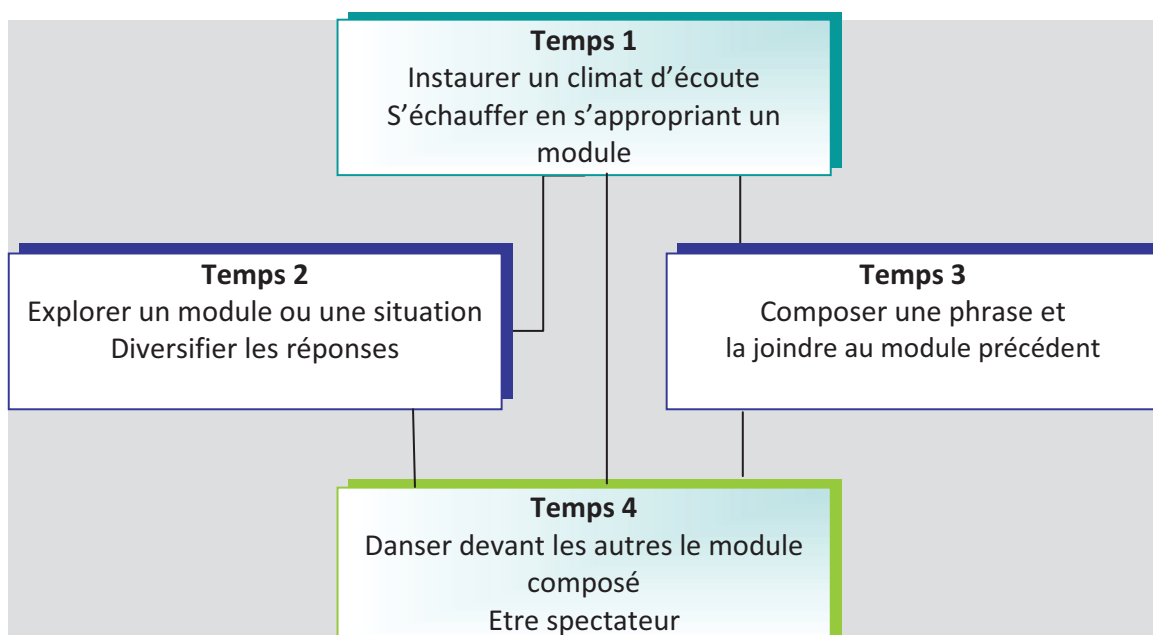 Temps 1
Instaurer un climat d’écoute
S’échauffer en s’appropriant un
module
Temps 2
Explorer un module ou une situation
Diversifier les réponses
Temps 3
Composer une phrase et
la joindre au module précédent
Temps 4
Danser devant les autres le module
composé
Etre spectateur